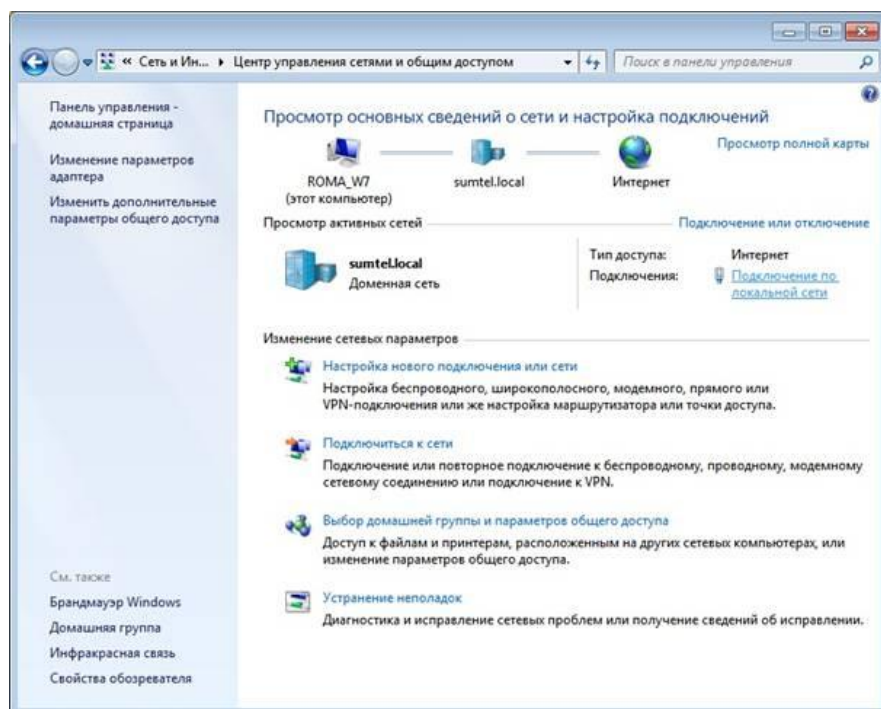 « Сеть и Ин... ▸ Центр управления сетями и общим доступом
Поиск в панели управления
Панель управления -
домашняя страница
Изменение параметров
адаптера
Изменить дополнительные
параметры общего доступа
Просмотр основных сведений о сети и настройка подключений
Просмотр полной карты
ROMA_W7
(этот компьютер)
sumtel.local
Интернет
Просмотр активных сетей
Подключение или отключение
sumtel.local
Доменная сеть
Тип доступа: Интернет
Подключения: Подключение по
локальной сети
Изменение сетевых параметров
Настройка нового подключения или сети
Настройка беспроводного, широкополосного, модемного, прямого или
VPN-подключения или же настройка маршрутизатора или точки доступа.
Подключиться к сети
Подключение или повторное подключение к беспроводному, проводному, модемному
сетевому соединению или подключение к VPN.
Выбор домашней группы и параметров общего доступа
Доступ к файлам и принтерам, расположенным на других сетевых компьютерах, или
изменение параметров общего доступа.
Устранение неполадок
Диагностика и исправление сетевых проблем или получение сведений об исправлении.
См. также
Брандмауэр Windows
Домашняя группа
Инфракрасная связь
Свойства обозревателя